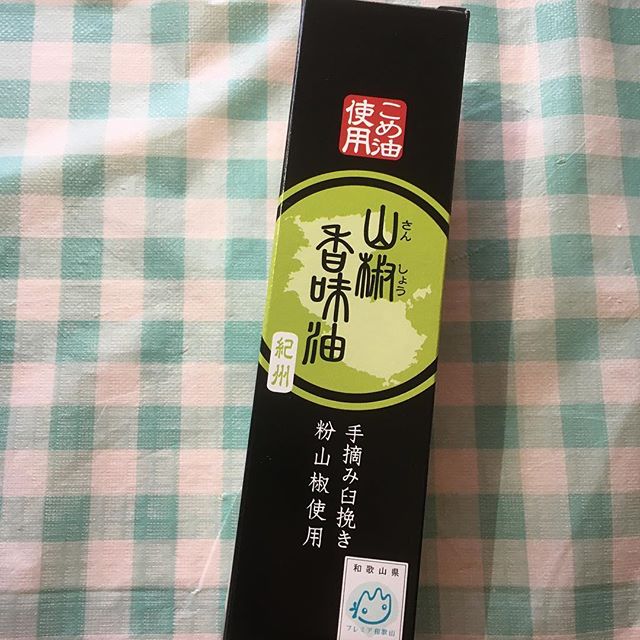 こめ油
使用
さんしょう
山椒
香味油
紀州
手摘み臼挽き
粉山椒使用
和歌山県
プレミア和歌山